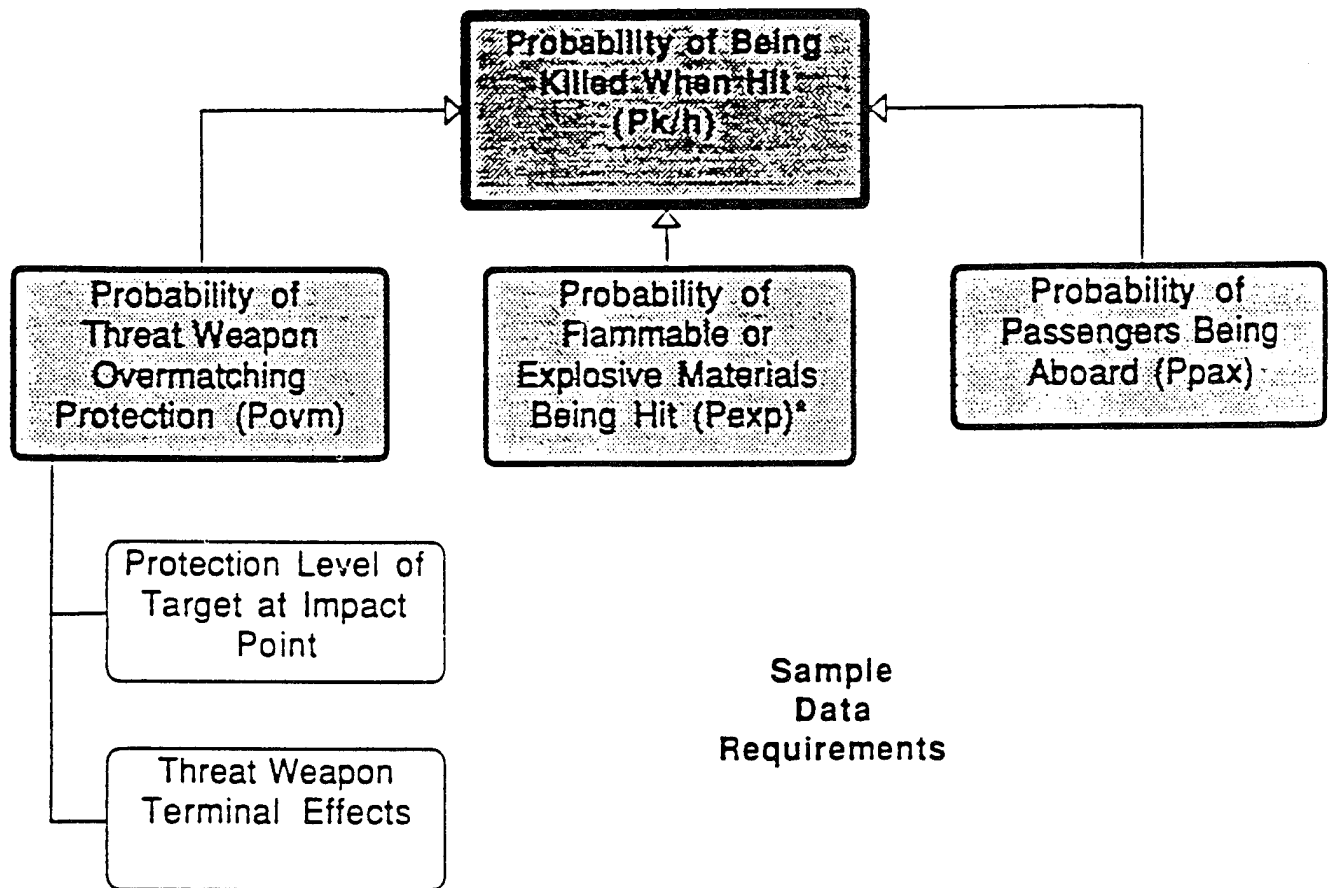 Probability of Being
Killed When Hit
(Pk/h)
Probability of
Threat Weapon
Overmatching
Protection (Povm)
Probability of
Flammable or
Explosive Materials
Being Hit (Pexp)*
Probability of
Passengers Being
Aboard (Ppax)
Protection Level of
Target at Impact
Point
Threat Weapon
Terminal Effects
Sample
Data
Requirements